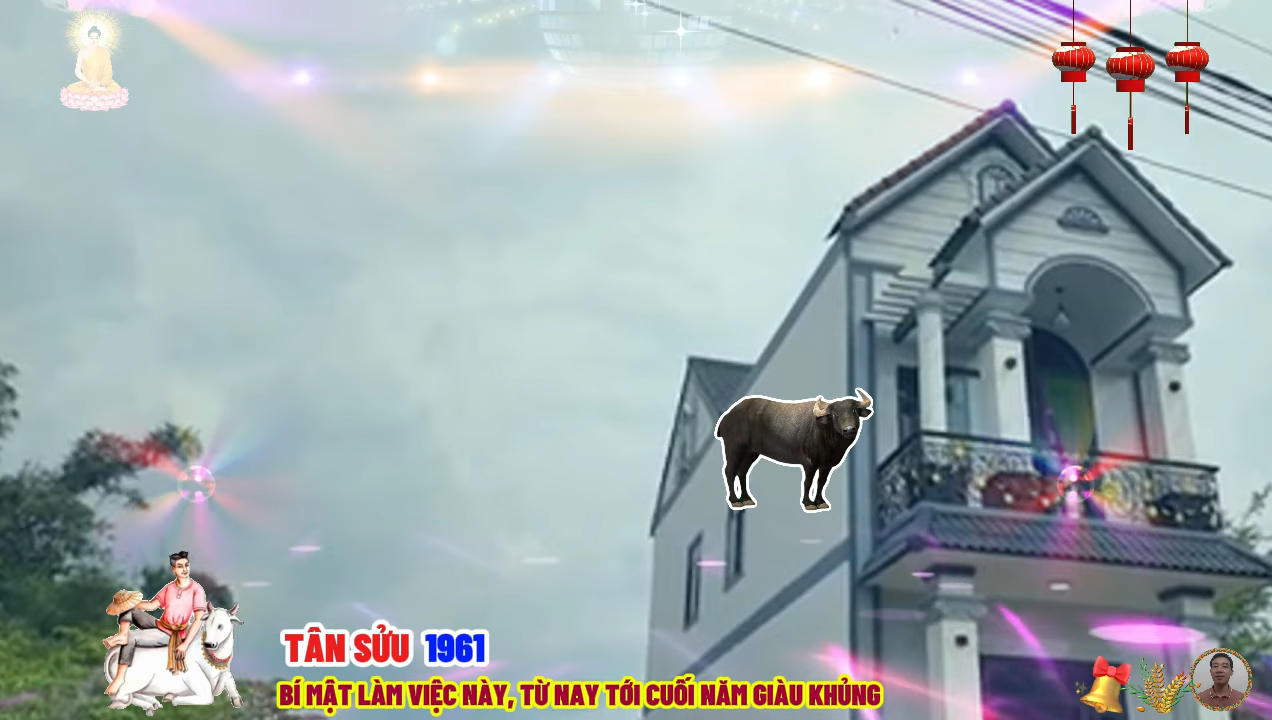 TÂN SỬU 1961
BÍ MẬT LÀM VIỆC NÀY, TỪ NAY TỚI CUỐI NĂM GIÀU KHỦNG